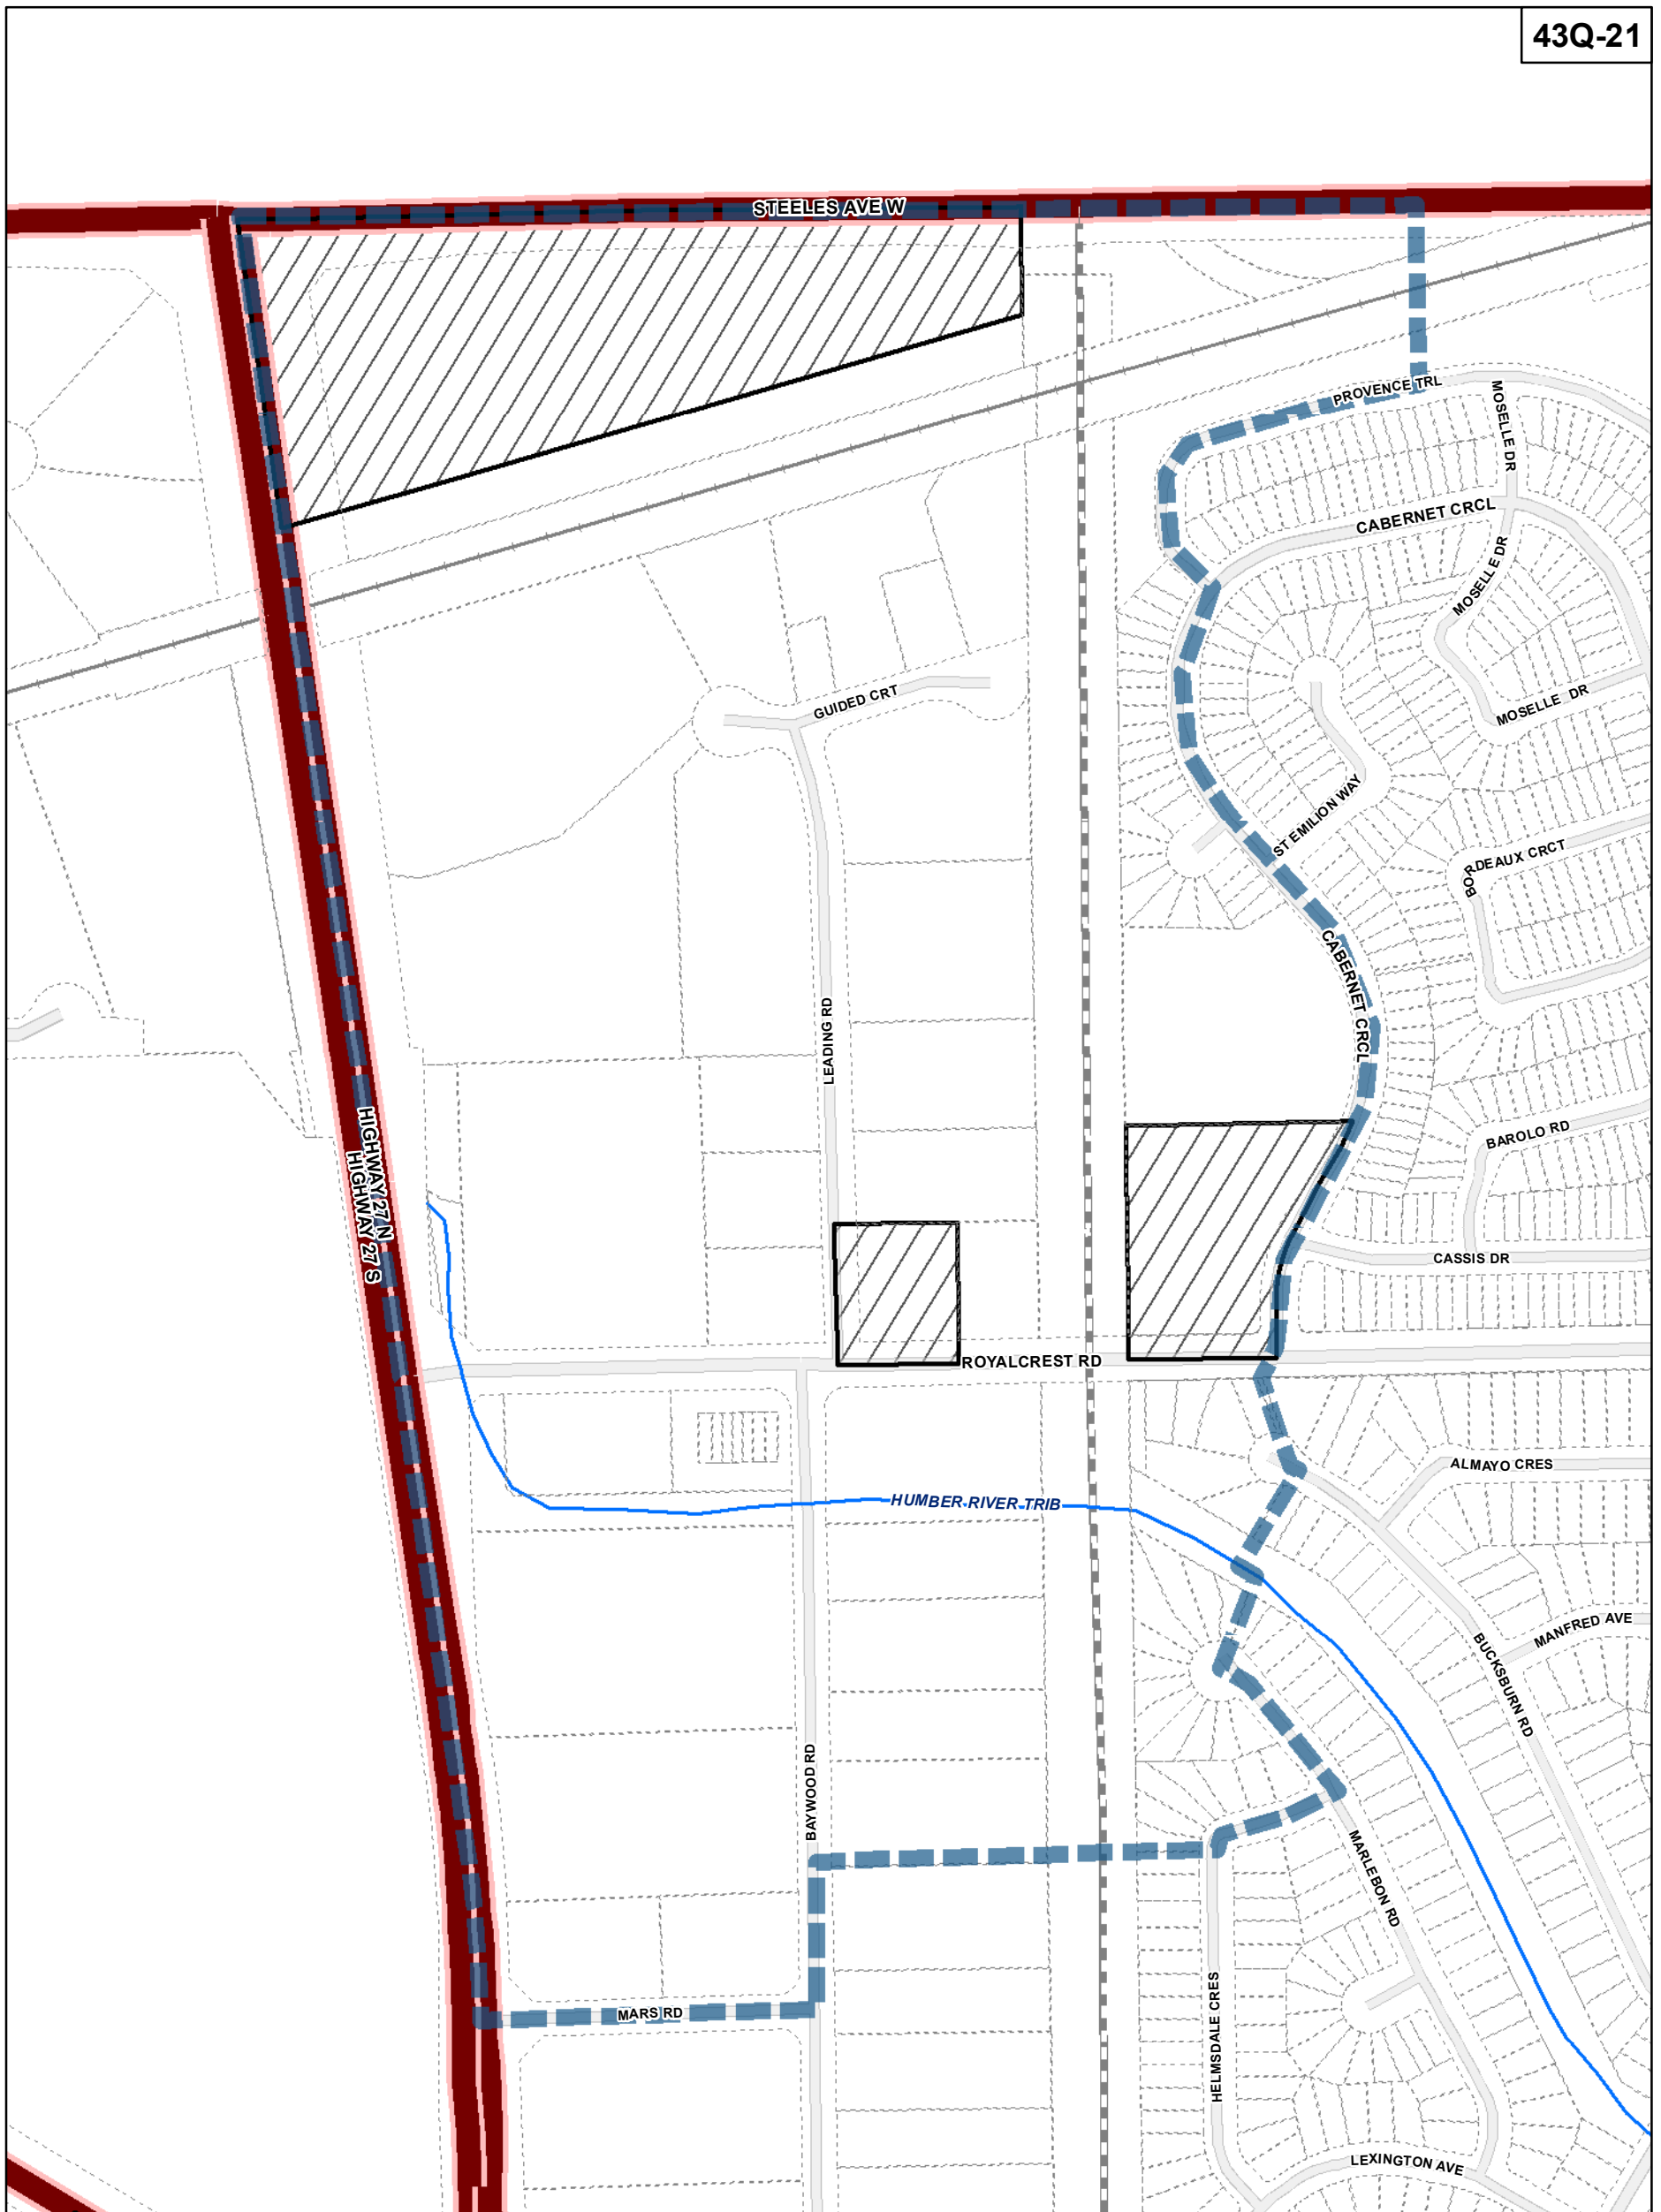 43Q-21
STEELES AVE W
PROVENCE TRL
MOSELLE DR
CABERNET CRCL
MOSELLE DR
GUIDED CRT
MOSELLE DR
ST EMILION WAY
BORDEAUX CRCT
CABERNET CRCL
LEADING RD
HIGHWAY 27 N
HIGHWAY 27 S
BAROLO RD
CASSIS DR
ROYALCREST RD
ALMAYO CRES
HUMBER RIVER TRIB
MANFRED AVE
BUCKSBURN RD
BAYWOOD RD
MARLEBON RD
MARS RD
HELMSDALE CRES
LEXINGTON AVE